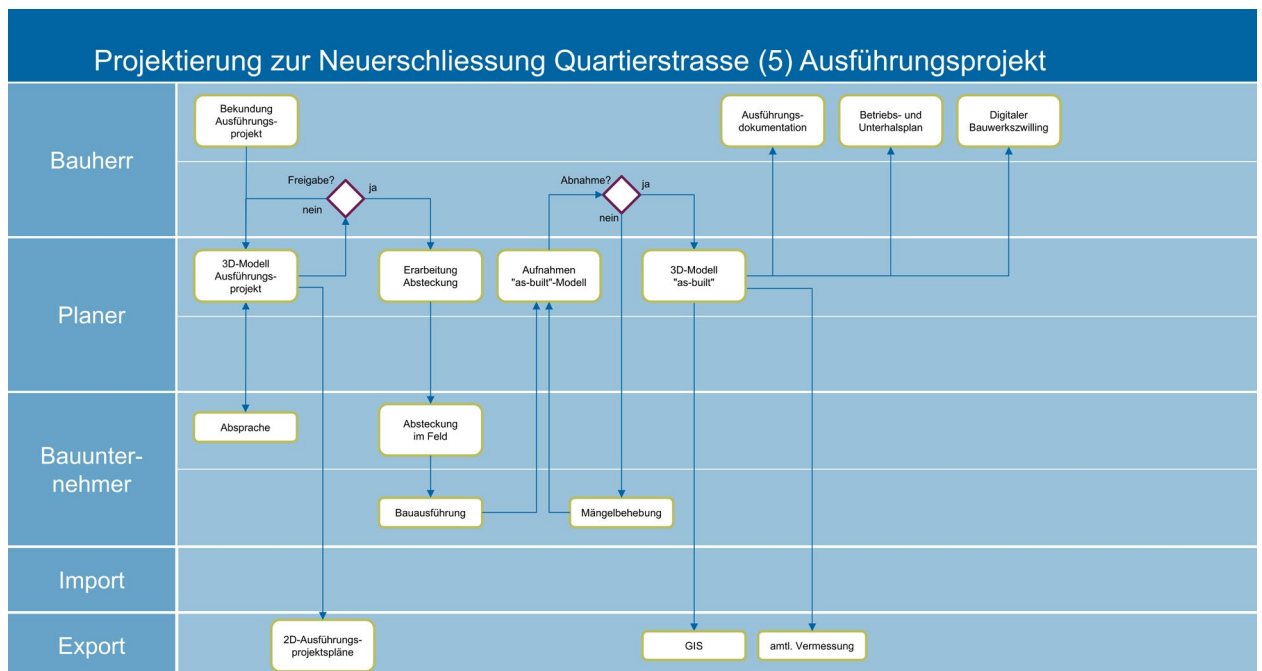 Projektierung zur Neuerschliessung Quartierstrasse (5) Ausführungsprojekt
Bauherr
Bekundung
Ausführungs-
projekt
Ausführungs-
dokumentation
Betriebs- und
Unterhalsplan
Digitaler
Bauwerkszwilling
Freigabe?
ja
nein
Abnahme?
ja
nein
Planer
3D-Modell
Ausführungs-
projekt
Erarbeitung
Absteckung
Aufnahmen
"as-built"-Modell
3D-Modell
"as-built"
Bauunter-
nehmer
Absprache
Absteckung
im Feld
Bauausführung
Mängelbehebung
Import
Export
2D-Ausführungs-
projektspläne
GIS
amtl. Vermessung